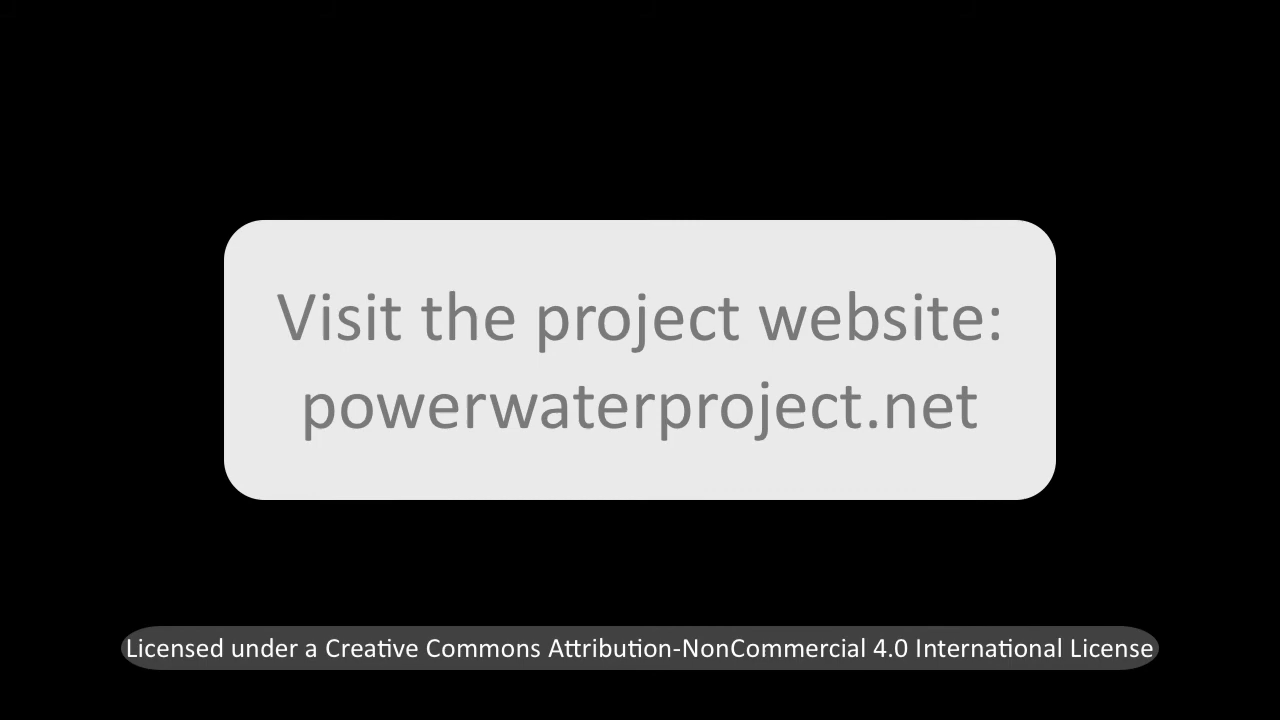 Visit the project website:
powerwaterproject.net
Licensed under a Creative Commons Attribution-NonCommercial 4.0 International License